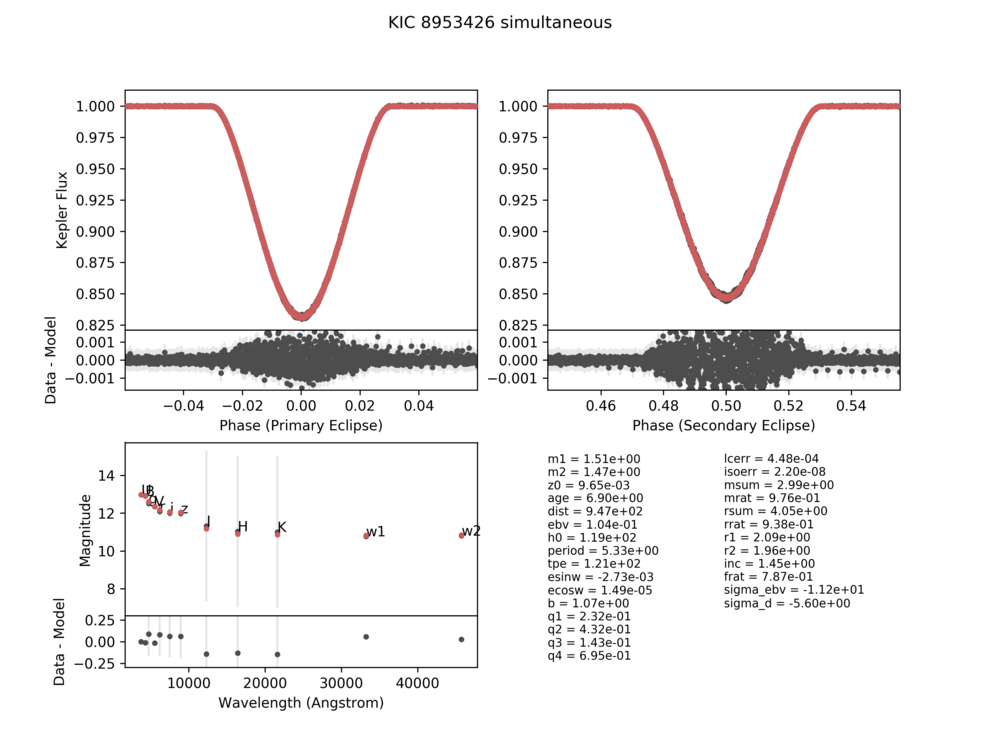 KIC 8953426 simultaneous
1.000
0.975
0.950
0.925
0.900
0.875
0.850
0.825
Kepler Flux
0.001
0.000
−0.001
Data - Model
−0.04
−0.02
0.00
0.02
0.04
Phase (Primary Eclipse)
1.000
0.975
0.950
0.925
0.900
0.875
0.850
0.825
0.001
0.000
−0.001
0.46
0.48
0.50
0.52
0.54
Phase (Secondary Eclipse)
14
12
10
8
Magnitude
i
z
J
H
K
w1
w2
0.25
0.00
−0.25
Data - Model
10000
20000
30000
40000
Wavelength (Angstrom)
m1 = 1.51e+00
m2 = 1.47e+00
z0 = 9.65e-03
age = 6.90e+00
dist = 9.47e+02
ebv = 1.04e-01
h0 = 1.19e+02
period = 5.33e+00
tpe = 1.21e+02
esinw = -2.73e-03
ecosw = 1.49e-05
b = 1.07e+00
q1 = 2.32e-01
q2 = 4.32e-01
q3 = 1.43e-01
q4 = 6.95e-01
lcerr = 4.48e-04
isoerr = 2.20e-08
msum = 2.99e+00
mrat = 9.76e-01
rsum = 4.05e+00
rrat = 9.38e-01
r1 = 2.09e+00
r2 = 1.96e+00
inc = 1.45e+00
frat = 7.87e-01
sigma_ebv = -1.12e+01
sigma_d = -5.60e+00